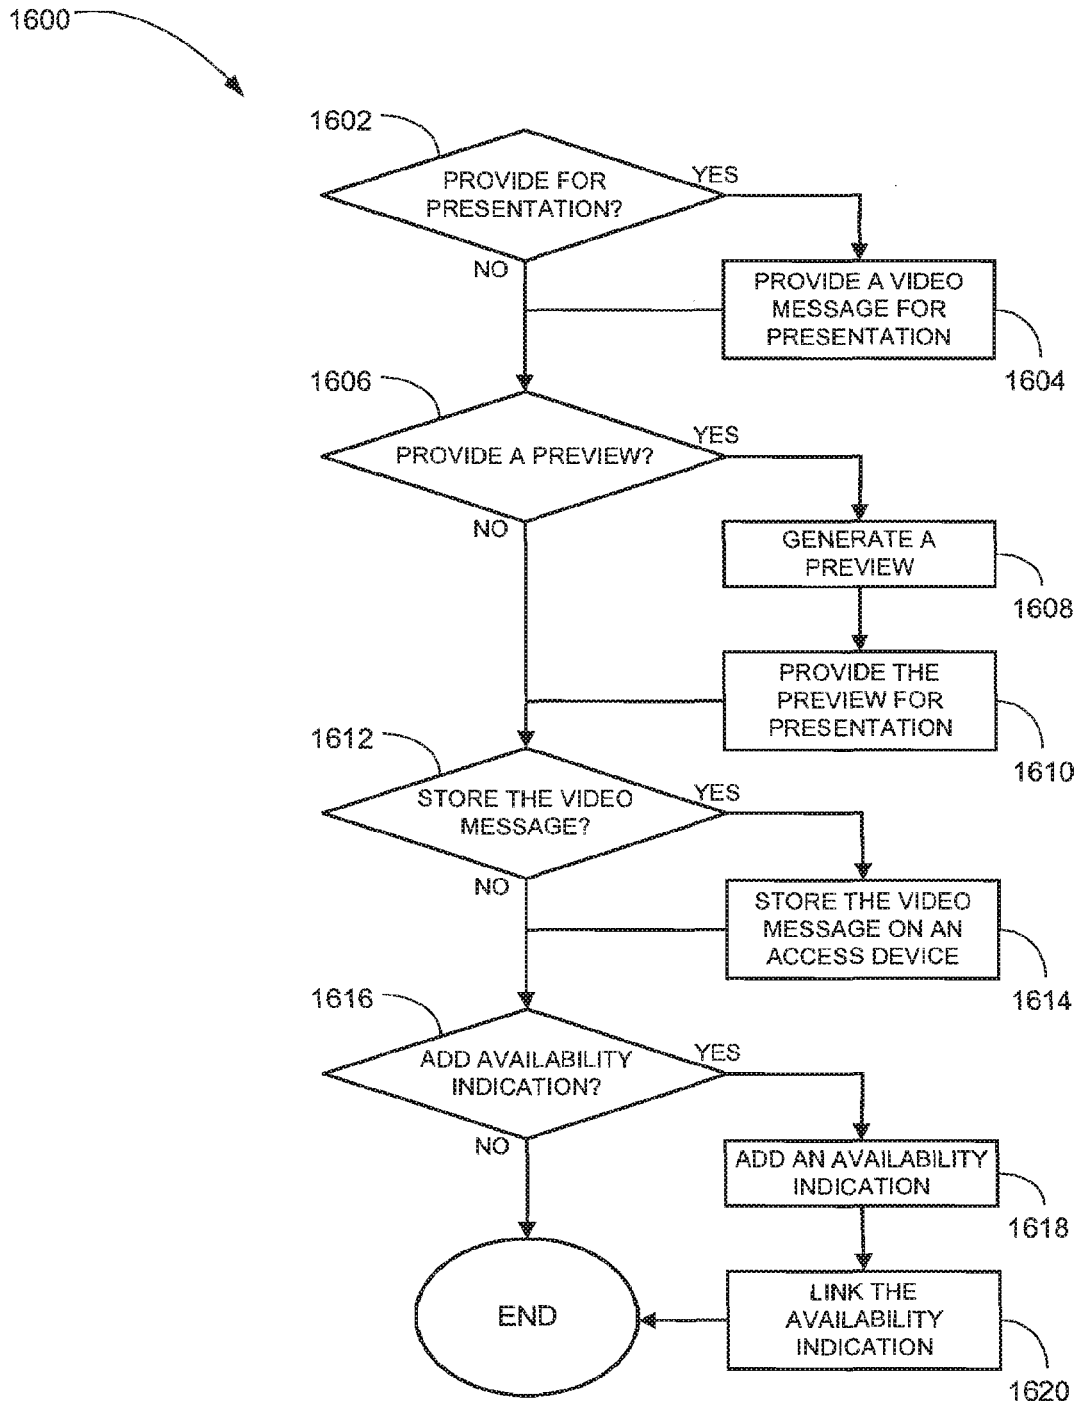 1600
1602
PROVIDE FOR
PRESENTATION?
YES
NO
PROVIDE A VIDEO
MESSAGE FOR
PRESENTATION
1604
1606
PROVIDE A PREVIEW?
YES
NO
GENERATE A
PREVIEW
1608
PROVIDE THE
PREVIEW FOR
PRESENTATION
1610
1612
STORE THE VIDEO
MESSAGE?
YES
NO
STORE THE VIDEO
MESSAGE ON AN
ACCESS DEVICE
1614
1616
ADD AVAILABILITY
INDICATION?
YES
NO
ADD AN AVAILABILITY
INDICATION
1618
LINK THE
AVAILABILITY
INDICATION
1620
END